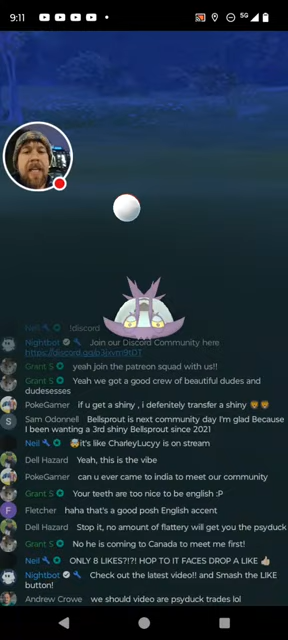 9:11
5G
Neil !discord
Nightbot Join our Discord Community here
Grant S yeah join the patreon squad with us!!
Grant S Yeah we got a good crew of beautiful dudes and
dudesesses
PokeGamer if u get a shiny , i defenitely transfer a shiny
Sam Odonnell Bellsprout is next community day I'm glad Because
I been wanting a 3rd shiny Bellsprout since 2021
Neil 🤯it's like CharleyLucyy is on stream
Dell Hazard Yeah, this is the vibe
PokeGamer can u ever came to india to meet our community
Grant S Your teeth are too nice to be english :P
Fletcher haha that's a good posh English accent
Dell Hazard Stop it, no amount of flattery will get you the psyduck
Grant S No he is coming to Canada to meet me first!
Neil ONLY 8 LIKES?!?! HOP TO IT FACES DROP A LIKE 👍
Nightbot Check out the latest video!! and Smash the LIKE
button!
Andrew Crowe we should video are psyduck trades lol